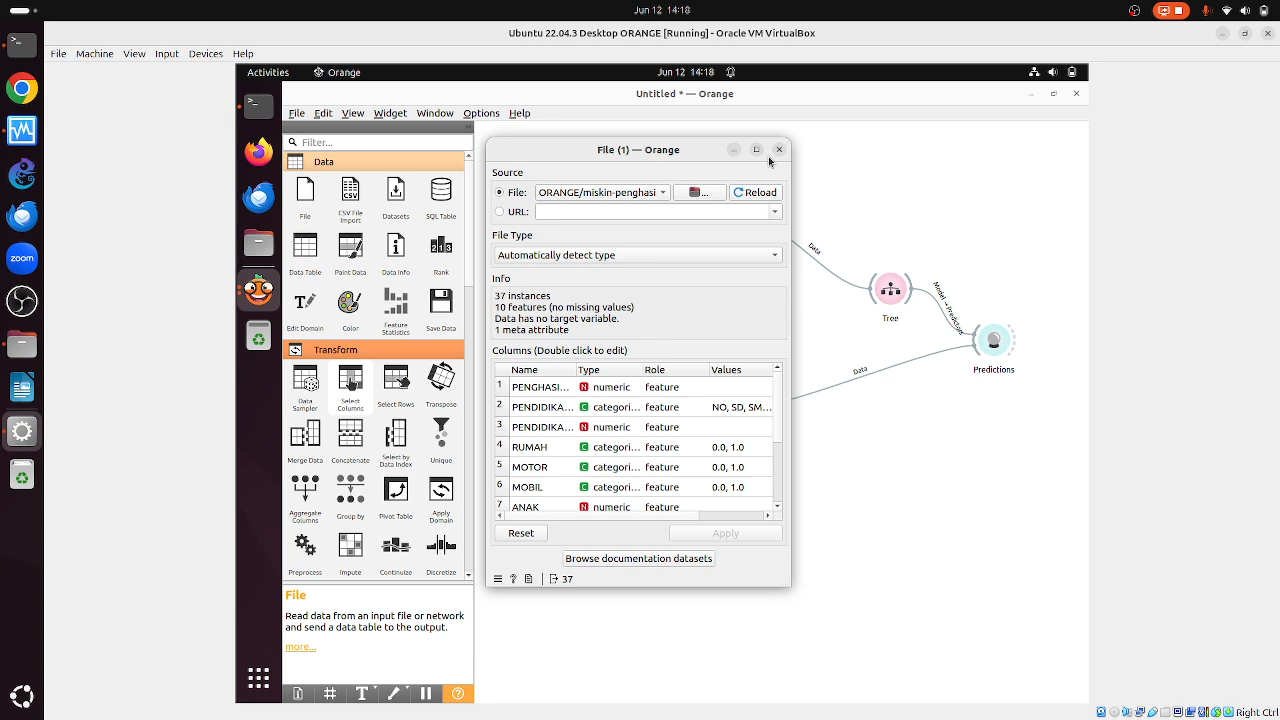 Jun 12 14:18
Ubuntu 22.04.3 Desktop ORANGE [Running] - Oracle VM VirtualBox
File Machine View Input Devices Help
Activities Orange Jun 12 14:18
Untitled * — Orange
File Edit View Widget Window Options Help
Filter...
Data
File
CSV File Import
Datasets
SQL Table
Data Table
Paint Data
Data Info
Rank
Edit Domain
Color
Feature Statistics
Save Data
Transform
Data Sampler
Select Columns
Select Rows
Transpose
Merge Data
Concatenate
Select by Data Index
Unique
Aggregate Columns
Group by
Pivot Table
Apply Domain
Preprocess
Impute
Continuize
Discretize
File
Read data from an input file or network
and send a data table to the output.
more...
File (1) — Orange
Source
File: ORANGE/miskin-penghasi ... Reload
URL:
File Type
Automatically detect type
Info
37 instances
10 features (no missing values)
Data has no target variable.
1 meta attribute
Columns (Double click to edit)
Name Type Role Values
1 PENGHASI... N numeric feature
2 PENDIDIKA... C categori... feature NO, SD, SM...
3 PENDIDIKA... N numeric feature
4 RUMAH C categori... feature 0.0, 1.0
5 MOTOR C categori... feature 0.0, 1.0
6 MOBIL C categori... feature 0.0, 1.0
7 ANAK N numeric feature
Reset Apply
Browse documentation datasets
37
Data
Tree
Data
Predictions
zoom
Right Ctrl